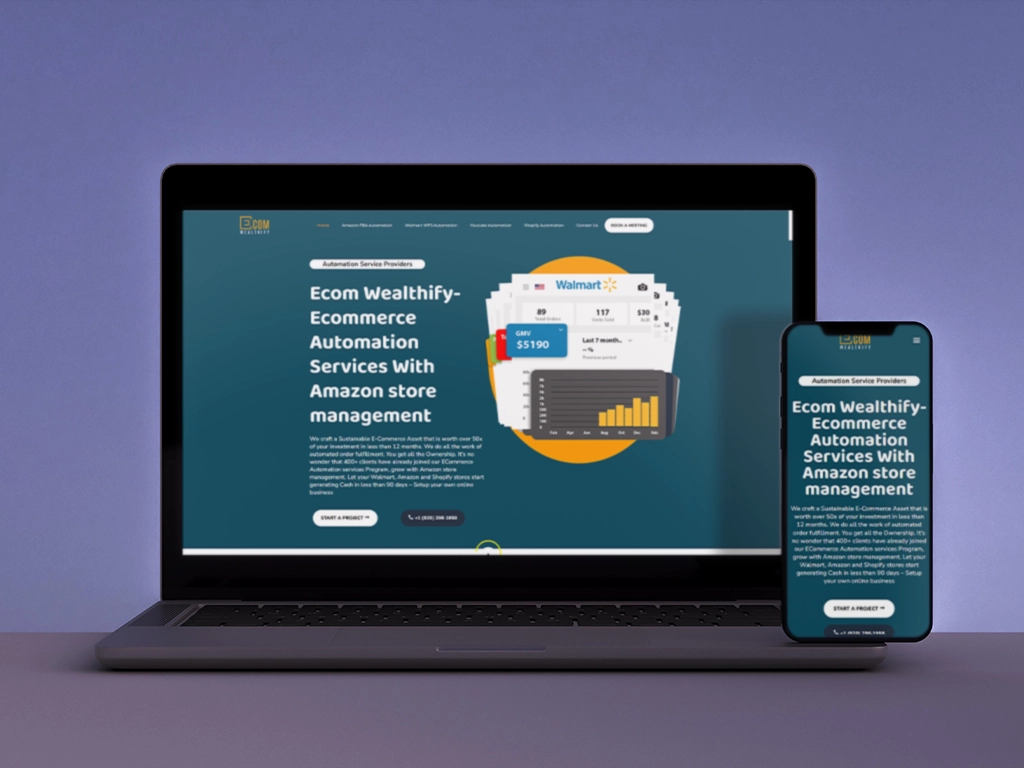 ECOM
WEALTHIFY
Home
Amazon FBA Automation
Walmart WFS Automation
Facebook Automation
Shopify Automation
Contact Us
BOOK A MEETING
Automation Service Providers
Ecom Wealthify-
Ecommerce
Automation
Services With
Amazon store
management
We craft a Sustainable E-Commerce Asset that is worth over 50x
of your investment in less than 12 months. We do all the work of
automated order fulfillment. You get all the Ownership. It's no
wonder that 400+ clients have already joined our ECommerce
Automation services Program, grow with Amazon store
management. Let your Walmart, Amazon and Shopify stores start
generating Cash in less than 90 days – Setup your own online
business
START A PROJECT
Walmart
89
Total Orders
117
Units Sold
$30
GMV
$5190
Last 7 month..
-- %
Previous period
Feb Apr Jun Aug Oct Dec Feb
ECOM
WEALTHIFY
Automation Service Providers
Ecom Wealthify-
Ecommerce
Automation
Services With
Amazon store
management
We craft a Sustainable E-Commerce Asset that is
worth over 50x of your investment in less than
12 months. We do all the work of automated
order fulfillment. You get all the Ownership. It's
no wonder that 400+ clients have already joined
our ECommerce Automation services Program,
grow with Amazon store management. Let your
Walmart, Amazon and Shopify stores start
generating Cash in less than 90 days – Setup
your own online business
START A PROJECT